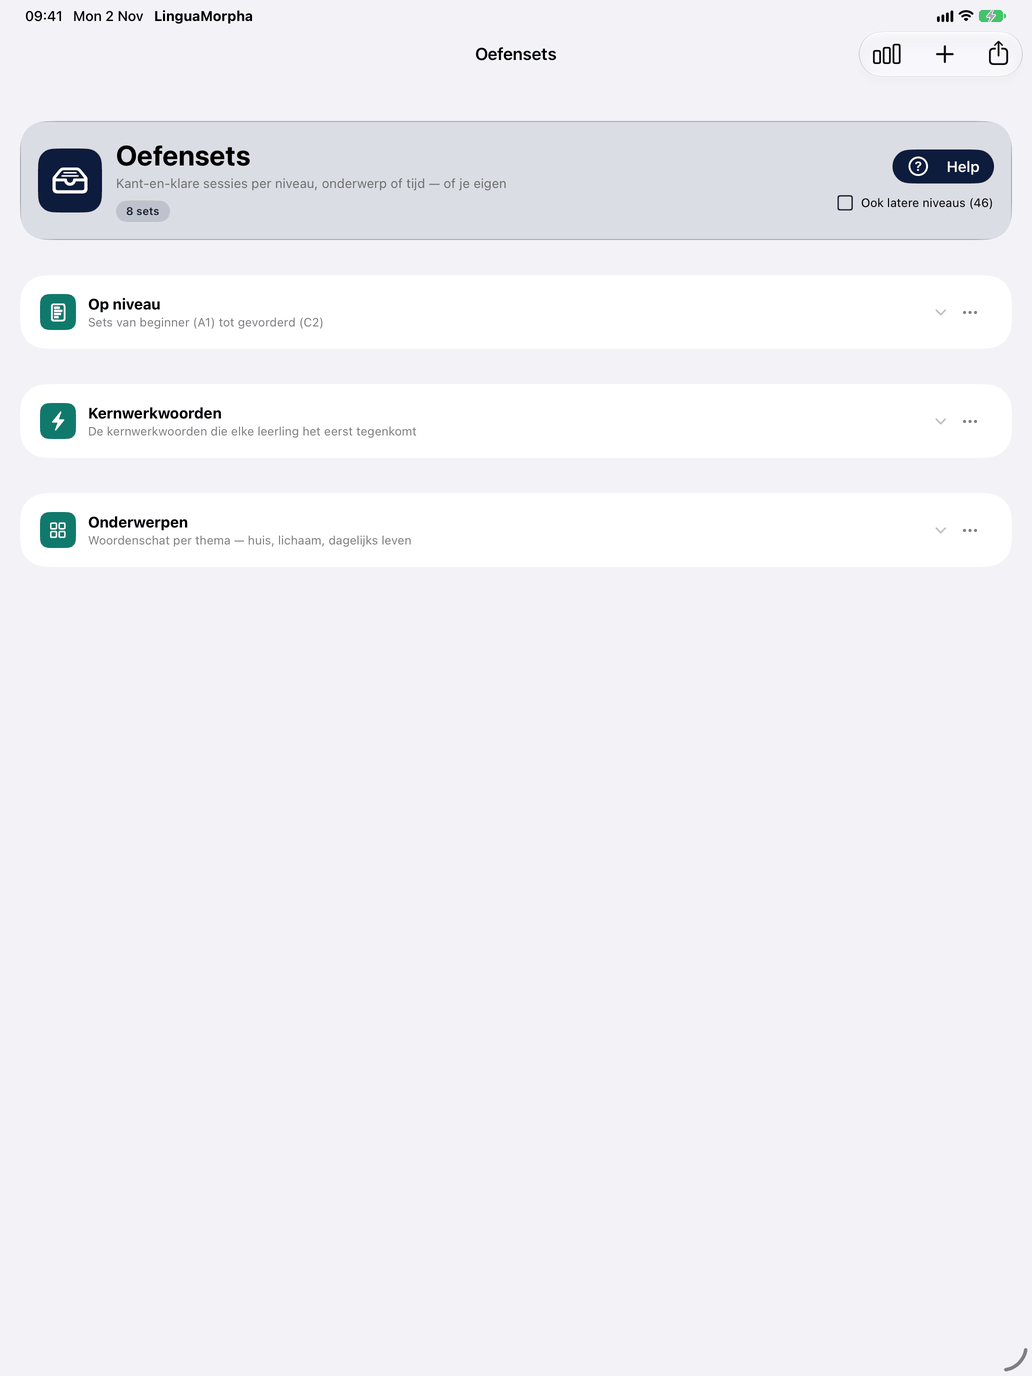 09:41 Mon 2 Nov LinguaMorpha
Oefensets
Oefensets
Kant-en-klare sessies per niveau, onderwerp of tijd — of je eigen
8 sets
Help
Ook latere niveaus (46)
Op niveau
Sets van beginner (A1) tot gevorderd (C2)
Kernwerkwoorden
De kernwerkwoorden die elke leerling het eerst tegenkomt
Onderwerpen
Woordenschat per thema — huis, lichaam, dagelijks leven